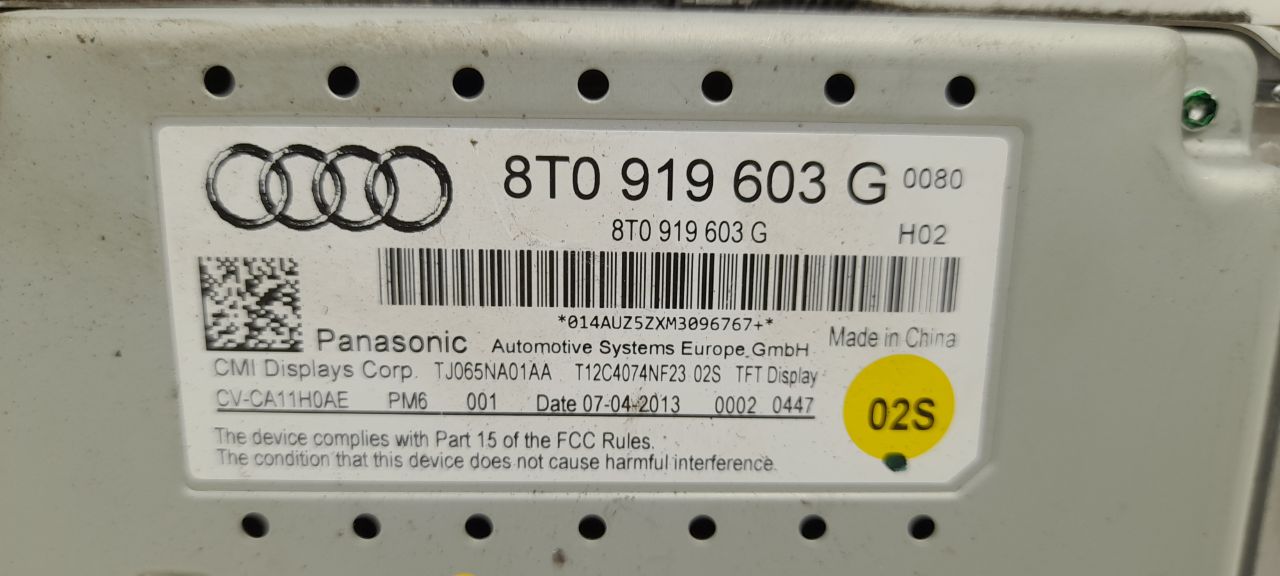 8T0 919 603 G 0080
8T0 919 603 G H02
*014AUZ5ZXM3096767+*
Panasonic Automotive Systems Europe GmbH Made in China
CMI Displays Corp. TJ065NA01AA T12C4074NF23 02S TFT Display
CV-CA11H0AE PM6 001 Date 07-04-2013 0002 0447
02S
The device complies with Part 15 of the FCC Rules.
The condition that this device does not cause harmful interference.